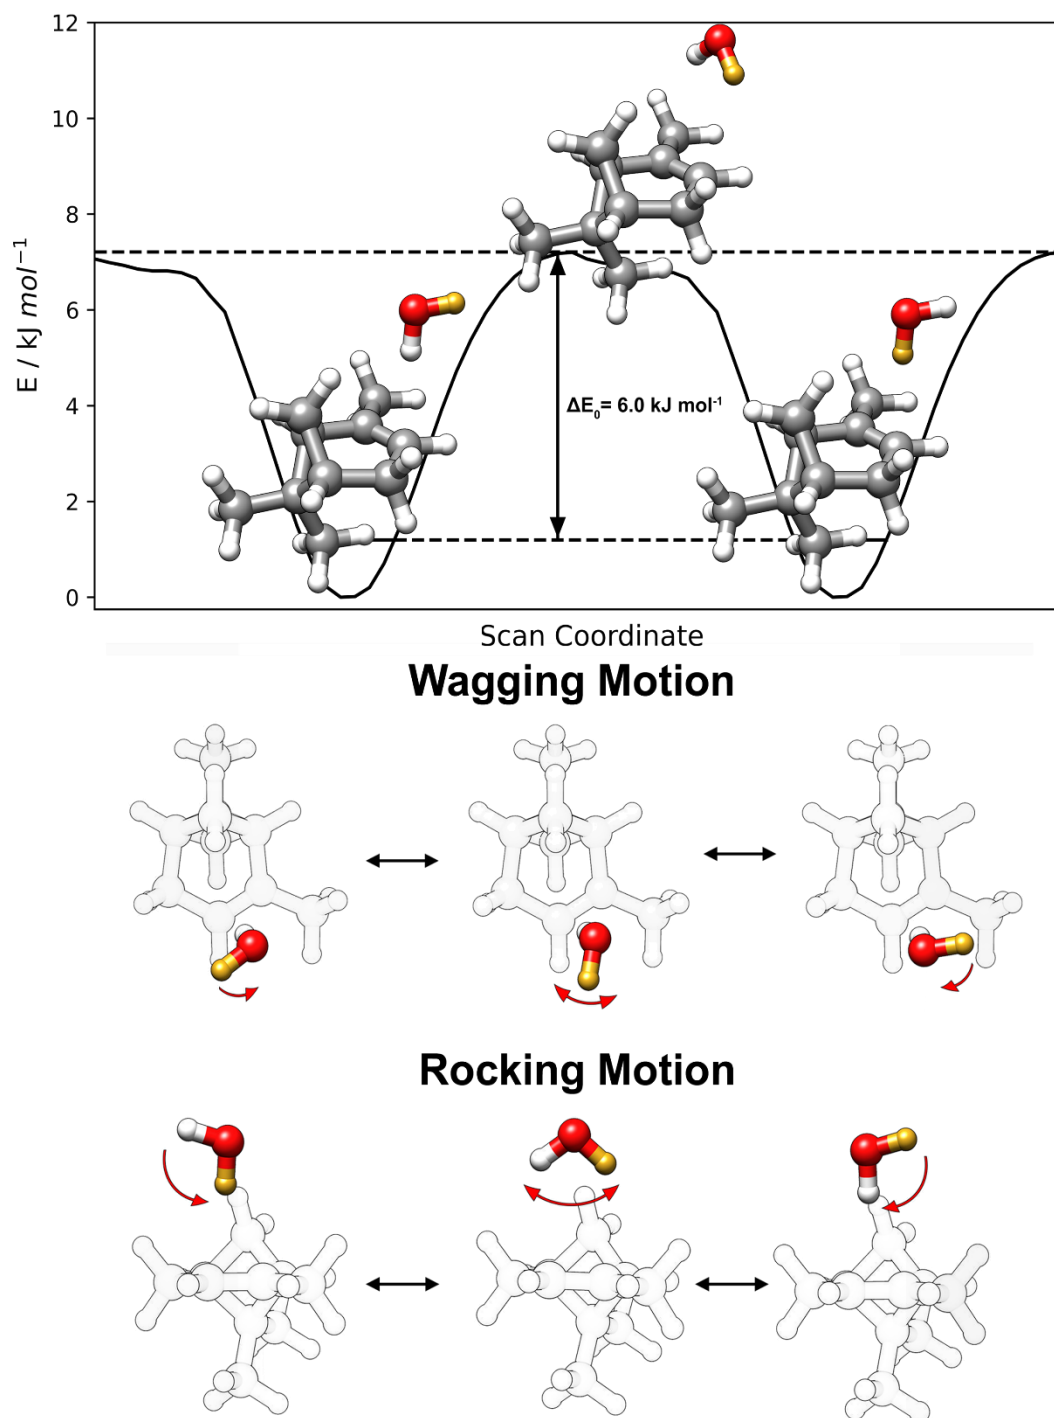 12
10
8
6
4
2
0
E / kJ mol⁻¹
ΔE₀= 6.0 kJ mol⁻¹
Scan Coordinate
Wagging Motion
Rocking Motion